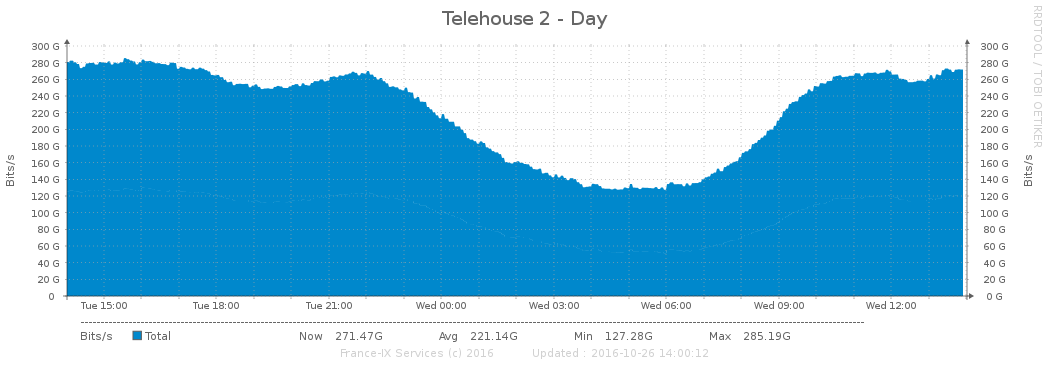 Telehouse 2 - Day
RRDTOOL / TOBI OETIKER
Bits/s
300 G 300 G
280 G 280 G
260 G 260 G
240 G 240 G
220 G 220 G
200 G 200 G
180 G 180 G
160 G 160 G
140 G 140 G
120 G 120 G
100 G 100 G
80 G 80 G
60 G 60 G
40 G 40 G
20 G 20 G
0 0 G
Bits/s
Tue 15:00 Tue 18:00 Tue 21:00 Wed 00:00 Wed 03:00 Wed 06:00 Wed 09:00 Wed 12:00
Bits/s Total Now 271.47G Avg 221.14G Min 127.28G Max 285.19G
France-IX Services (c) 2016 Updated : 2016-10-26 14:00:12